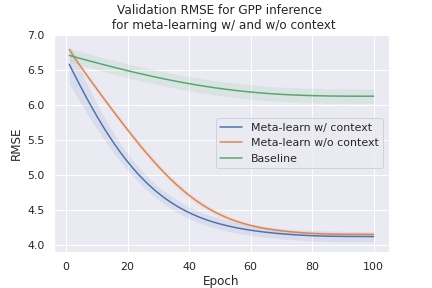 Validation RMSE for GPP inference
for meta-learning w/ and w/o context
7.0
6.5
6.0
5.5
5.0
4.5
4.0
RMSE
Meta-learn w/ context
Meta-learn w/o context
Baseline
0 20 40 60 80 100
Epoch